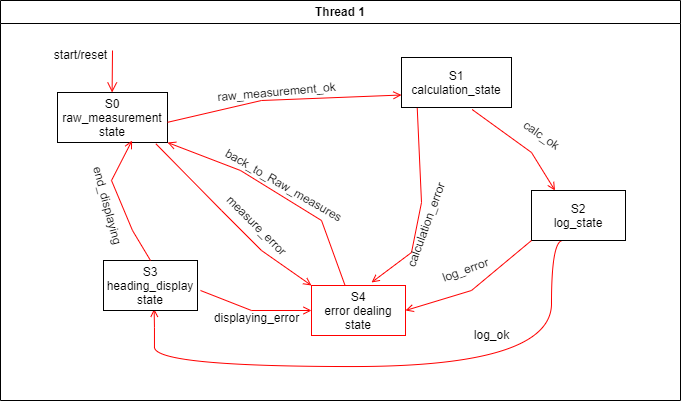 Thread 1
start/reset
S0
raw_measurement
state
raw_measurement_ok
S1
calculation_state
calc_ok
end_displaying
back_to_Raw_measures
measure_error
calculation_error
S2
log_state
log_error
S3
heading_display
state
displaying_error
S4
error dealing
state
log_ok